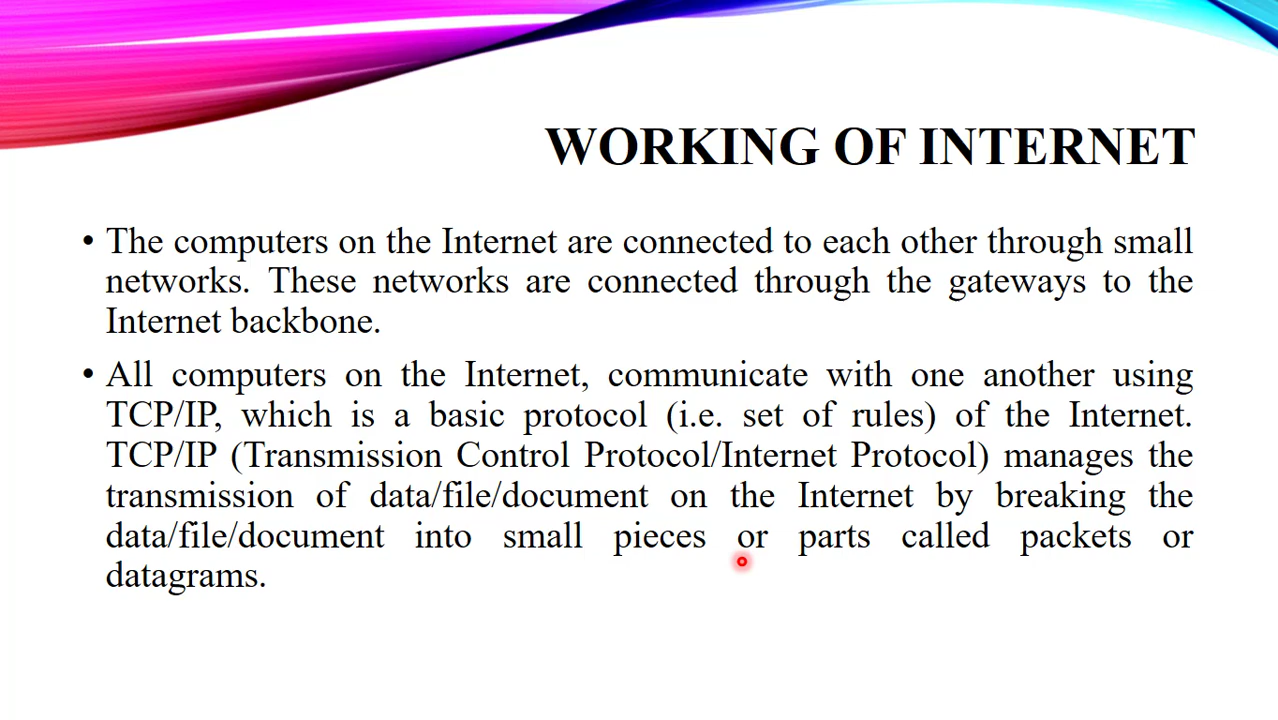 WORKING OF INTERNET
• The computers on the Internet are connected to each other through small
networks. These networks are connected through the gateways to the
Internet backbone.
• All computers on the Internet, communicate with one another using
TCP/IP, which is a basic protocol (i.e. set of rules) of the Internet.
TCP/IP (Transmission Control Protocol/Internet Protocol) manages the
transmission of data/file/document on the Internet by breaking the
data/file/document into small pieces or parts called packets or
datagrams.